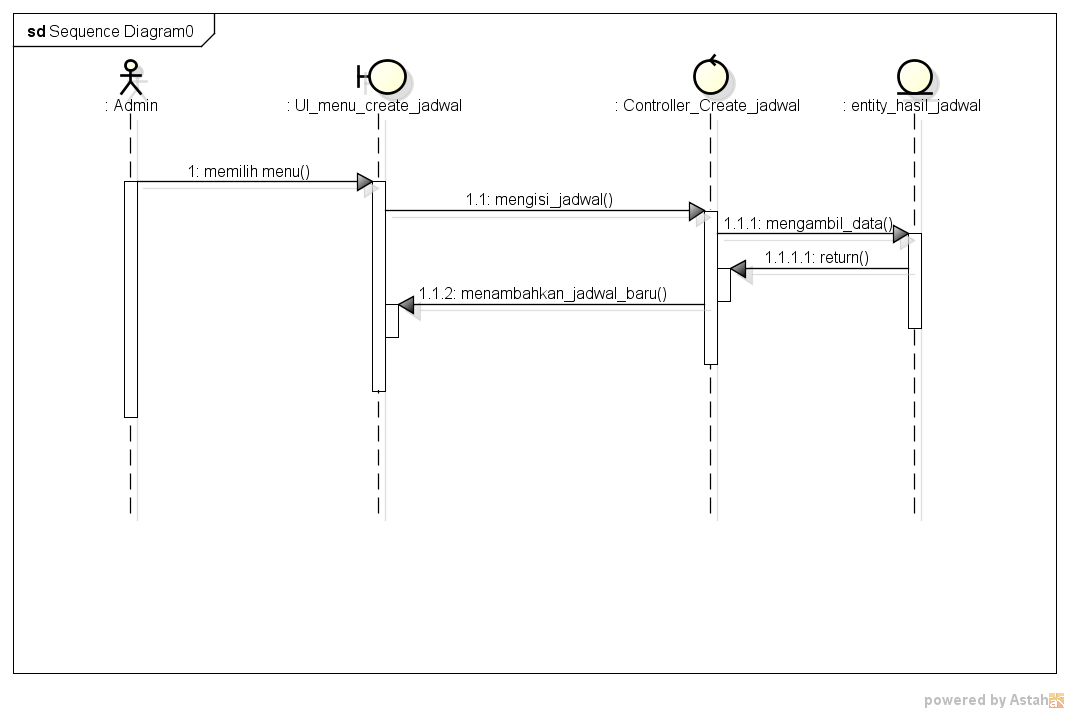 sd Sequence Diagram0
: Admin
: UI_menu_create_jadwal
: Controller_Create_jadwal
: entity_hasil_jadwal
1: memilih menu()
1.1: mengisi_jadwal()
1.1.1: mengambil_data()
1.1.1.1: return()
1.1.2: menambahkan_jadwal_baru()
powered by Astah